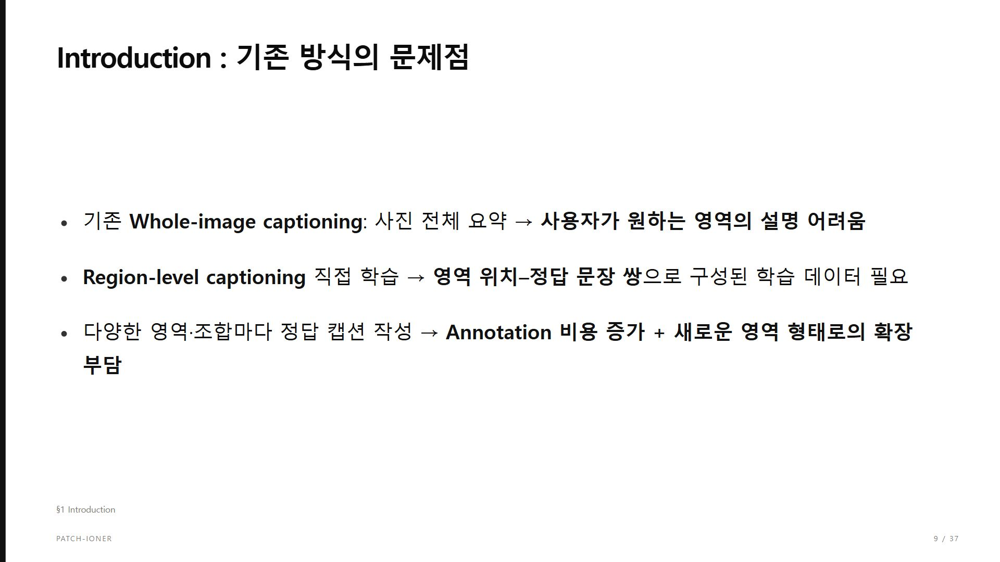 Introduction : 기존 방식의 문제점
• 기존 Whole-image captioning: 사진 전체 요약 → 사용자가 원하는 영역의 설명 어려움
• Region-level captioning 직접 학습 → 영역 위치–정답 문장 쌍으로 구성된 학습 데이터 필요
• 다양한 영역·조합마다 정답 캡션 작성 → Annotation 비용 증가 + 새로운 영역 형태로의 확장
부담
§1 Introduction
PATCH-IONER
9 / 37